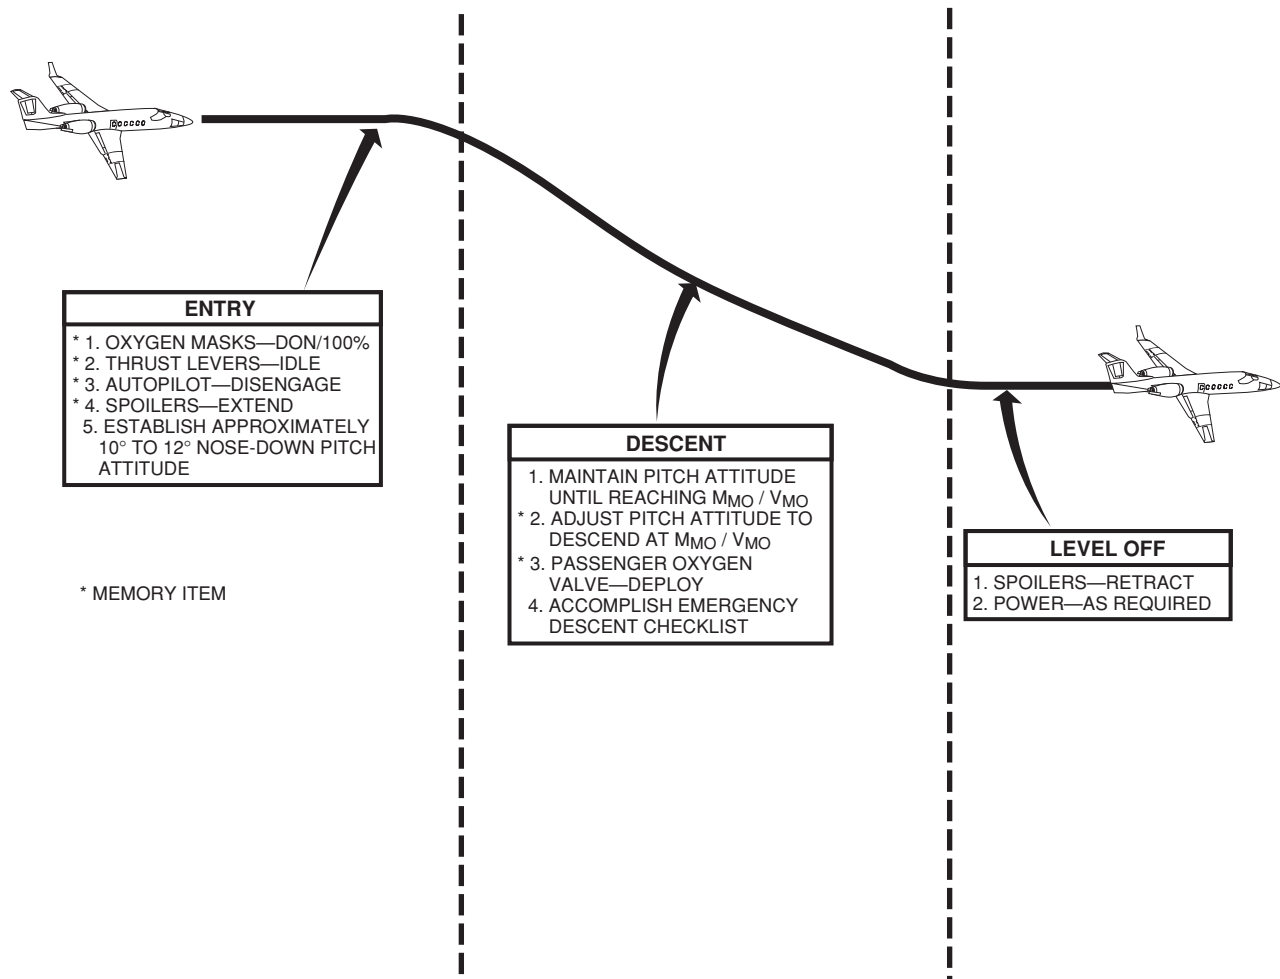 ENTRY
* 1. OXYGEN MASKS—DON/100%
* 2. THRUST LEVERS—IDLE
* 3. AUTOPILOT—DISENGAGE
* 4. SPOILERS—EXTEND
5. ESTABLISH APPROXIMATELY
10° TO 12° NOSE-DOWN PITCH
ATTITUDE
* MEMORY ITEM
DESCENT
1. MAINTAIN PITCH ATTITUDE
UNTIL REACHING MMO / VMO
* 2. ADJUST PITCH ATTITUDE TO
DESCEND AT MMO / VMO
* 3. PASSENGER OXYGEN
VALVE—DEPLOY
4. ACCOMPLISH EMERGENCY
DESCENT CHECKLIST
LEVEL OFF
1. SPOILERS—RETRACT
2. POWER—AS REQUIRED